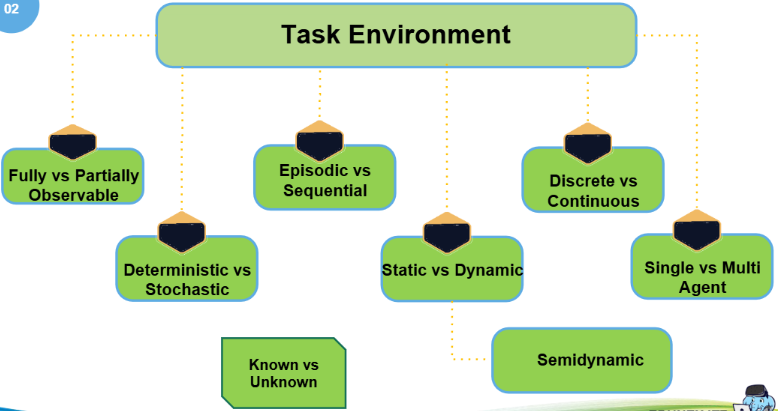 02
Task Environment
Fully vs Partially
Observable
Episodic vs
Sequential
Discrete vs
Continuous
Deterministic vs
Stochastic
Static vs Dynamic
Single vs Multi
Agent
Known vs
Unknown
Semidynamic